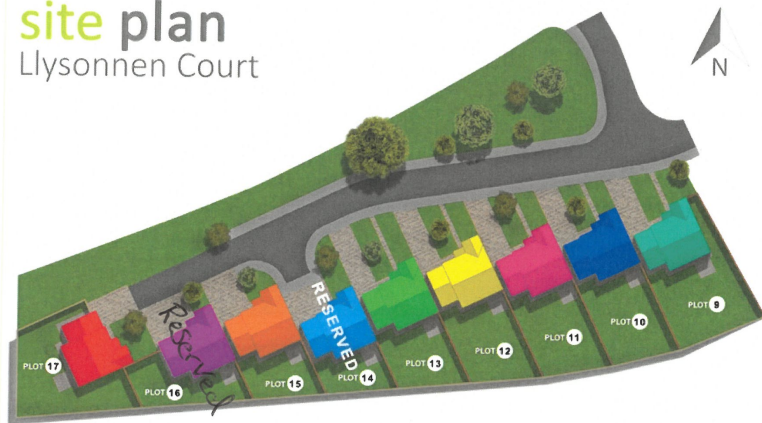 site plan
Llysonnen Court
N
RESERVED
Reserved
PLOT 9
PLOT 10
PLOT 11
PLOT 12
PLOT 13
PLOT 14
PLOT 15
PLOT 16
PLOT 17